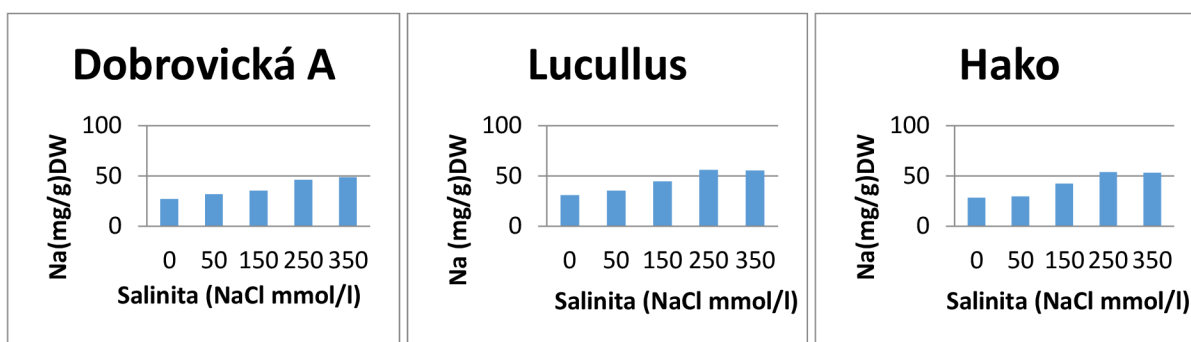 Dobrovická A
Na(mg/g)DW
100
50
0
0 50 150 250 350
Salinita (NaCl mmol/l)
Lucullus
Na (mg/g)DW
100
50
0
0 50 150 250 350
Salinita (NaCl mmol/l)
Hako
Na(mg/g)DW
100
50
0
0 50 150 250 350
Salinita (NaCl mmol/l)